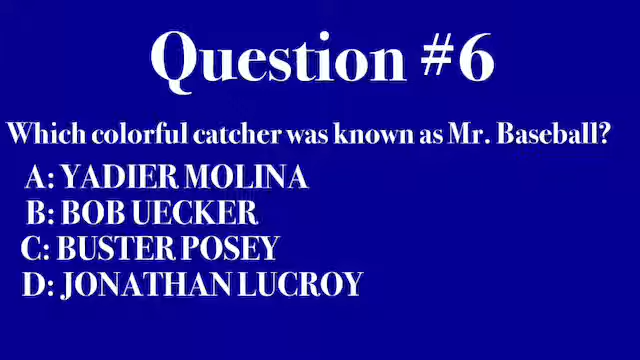 Question #6
Which colorful catcher was known as Mr. Baseball?
A: YADIER MOLINA
B: BOB UECKER
C: BUSTER POSEY
D: JONATHAN LUCROY